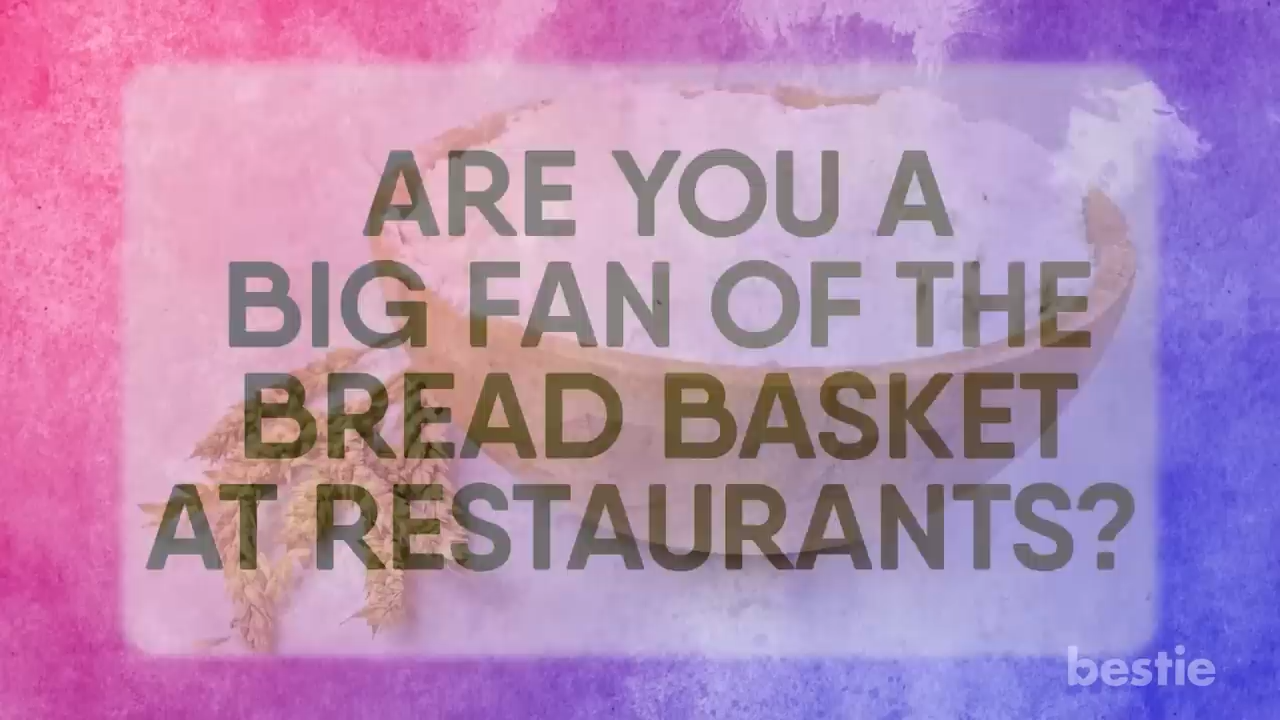 ARE YOU A
BIG FAN OF THE
BREAD BASKET
AT RESTAURANTS?
bestie